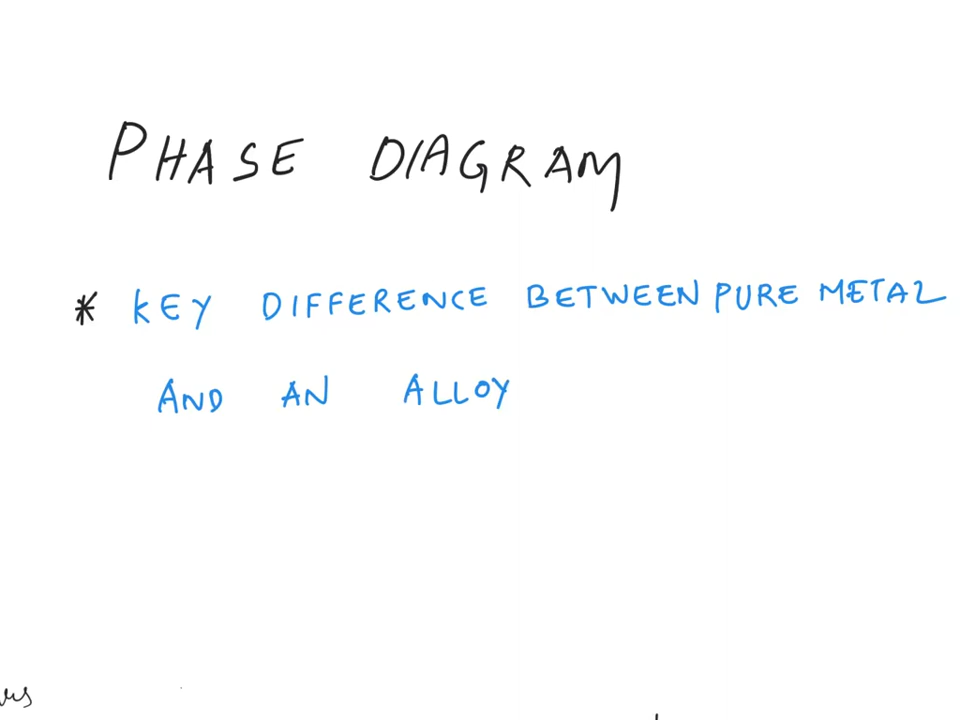 PHASE DIAGRAM
* KEY DIFFERENCE BETWEEN PURE METAL
AND AN ALLOY